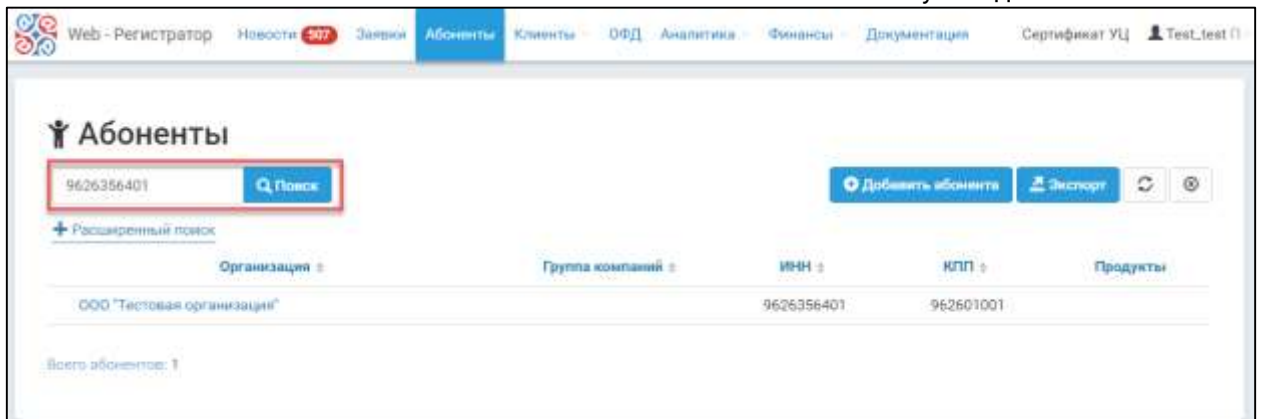 Web - Регистратор Новости 507 Заявки Абоненты Клиенты ОФД Аналитика Финансы Документация Сертификат УЦ Test_test
Абоненты
9626356401 Поиск Добавить абонента Экспорт
Расширенный поиск
Организация Группа компаний ИНН КПП Продукты
ООО "Тестовая организация" 9626356401 962601001
Всего абонентов: 1